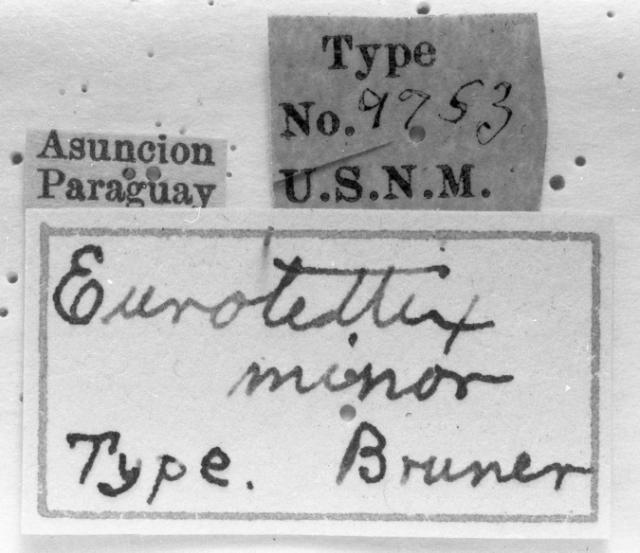 Type
No. 9753
U.S.N.M.
Asuncion
Paraguay
Eurotettix
minor
Type. Bruner